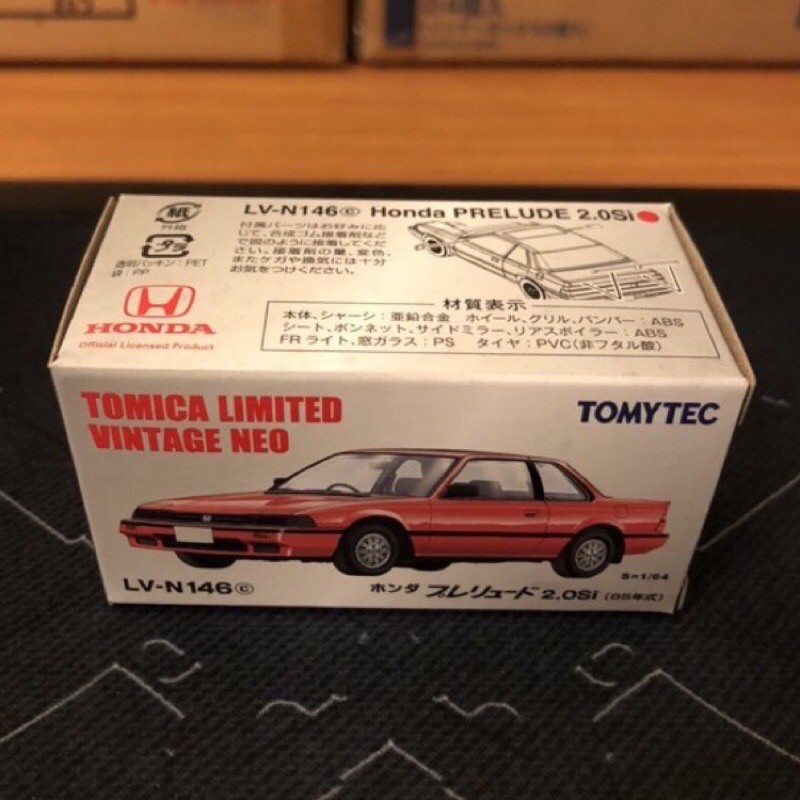 紙
外箱
プラ
透明パッキン：PET
袋：PP
HONDA
Official Licensed Product
LV-N146© Honda PRELUDE 2.0Si
付属パーツはお好みに応
じて、合成ゴム接着剤など
で図のように接着してくだ
さい。接着剤の量、変色、
またケガや換気には十分
お気をつけください。
材質表示
本体、シャーシ：亜鉛合金 ホイール、グリル、バンパー：ABS
シート、ボンネット、サイドミラー、リアスポイラー：ABS
FRライト、窓ガラス：PS タイヤ：PVC(非フタル酸)
TOMICA LIMITED
VINTAGE NEO
TOMYTEC
S=1/64
LV-N146©
ホンダ プレリュード 2.0Si (85年式)